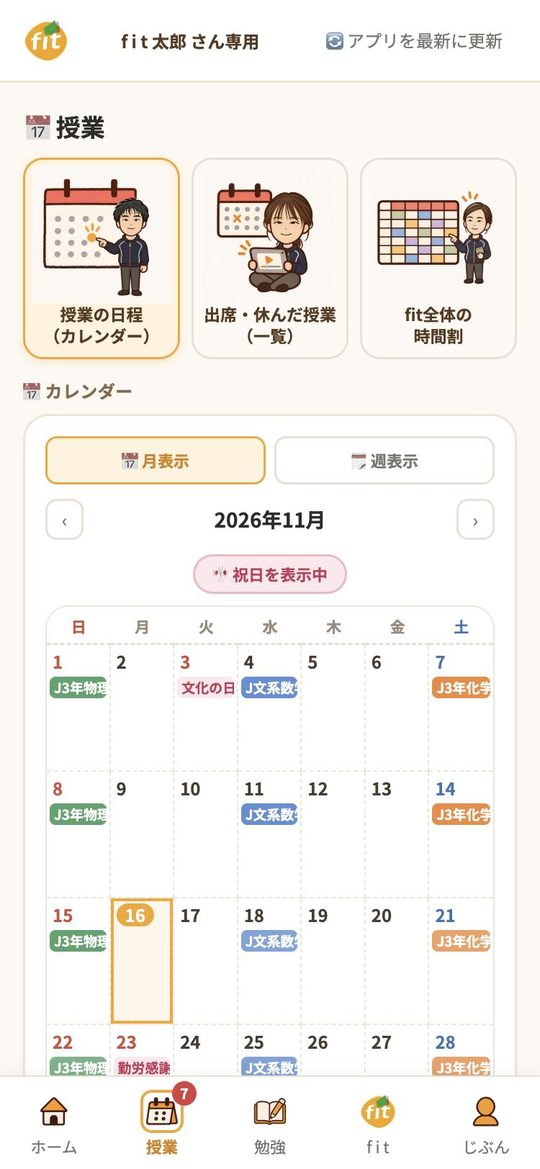 fit
fit太郎 さん専用
アプリを最新に更新
17 授業
授業の日程
（カレンダー）
出席・休んだ授業
（一覧）
fit全体の
時間割
17 カレンダー
17 月表示
週表示
‹
2026年11月
›
祝日を表示中
日 月 火 水 木 金 土
1 2 3 4 5 6 7
J3年物理 文化の日 J文系数 J3年化学
8 9 10 11 12 13 14
J3年物理 J文系数 J3年化学
15 16 17 18 19 20 21
J3年物理 J文系数 J3年化学
22 23 24 25 26 27 28
J3年物理 勤労感謝 J文系数 J3年化学
7
fit
ホーム 授業 勉強 fit じぶん